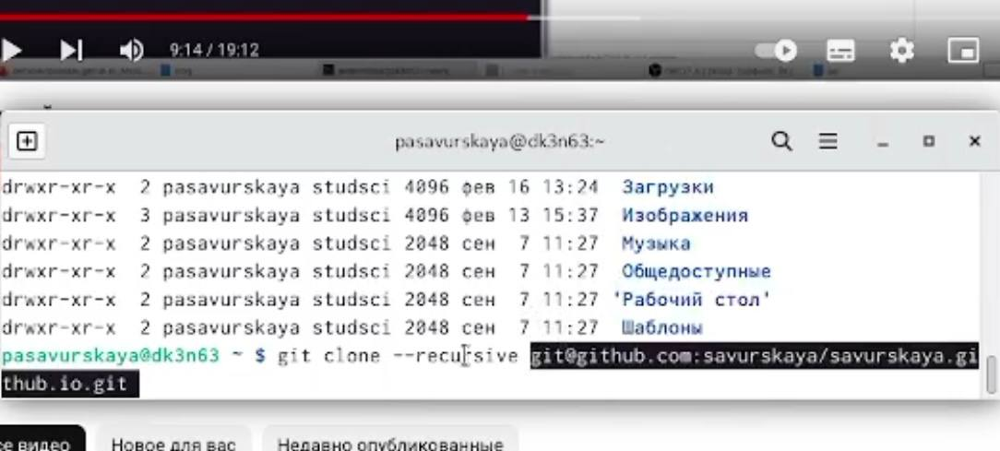 9:14 / 19:12
pasavurskaya@dk3n63:~
drwxr-xr-x 2 pasavurskaya studsci 4096 фев 16 13:24 Загрузки
drwxr-xr-x 3 pasavurskaya studsci 4096 фев 13 15:37 Изображения
drwxr-xr-x 2 pasavurskaya studsci 2048 сен 7 11:27 Музыка
drwxr-xr-x 2 pasavurskaya studsci 2048 сен 7 11:27 Общедоступные
drwxr-xr-x 2 pasavurskaya studsci 2048 сен 7 11:27 'Рабочий стол'
drwxr-xr-x 2 pasavurskaya studsci 2048 сен 7 11:27 Шаблоны
pasavurskaya@dk3n63 ~ $ git clone --recursive git@github.com:savurskaya/savurskaya.gi
thub.io.git
се видео Новое для вас Недавно опубликованные